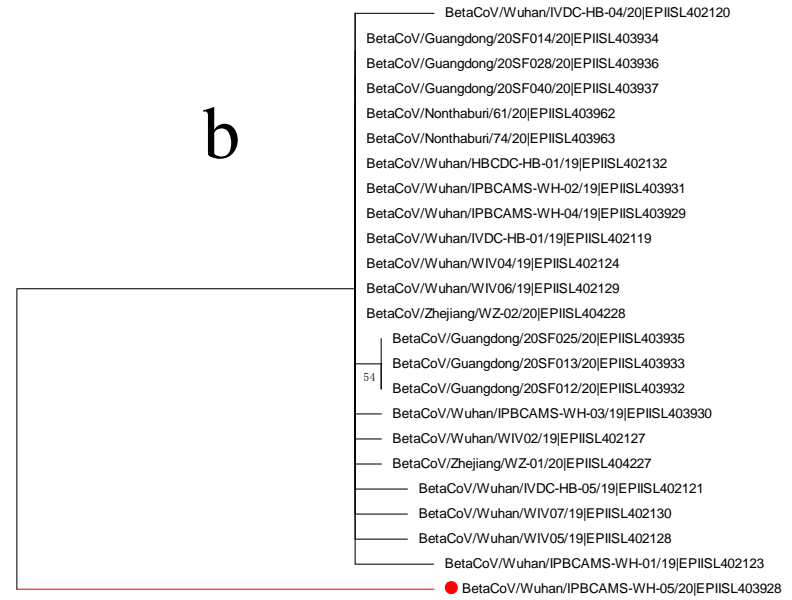 BetaCoV/Wuhan/IVDC-HB-04/20|EPIISL402120
BetaCoV/Guangdong/20SF014/20|EPIISL403934
BetaCoV/Guangdong/20SF028/20|EPIISL403936
BetaCoV/Guangdong/20SF040/20|EPIISL403937
b
BetaCoV/Nonthaburi/61/20|EPIISL403962
BetaCoV/Nonthaburi/74/20|EPIISL403963
BetaCoV/Wuhan/HBCDC-HB-01/19|EPIISL402132
BetaCoV/Wuhan/IPBCAMS-WH-02/19|EPIISL403931
BetaCoV/Wuhan/IPBCAMS-WH-04/19|EPIISL403929
BetaCoV/Wuhan/IVDC-HB-01/19|EPIISL402119
BetaCoV/Wuhan/WIV04/19|EPIISL402124
BetaCoV/Wuhan/WIV06/19|EPIISL402129
BetaCoV/Zhejiang/WZ-02/20|EPIISL404228
BetaCoV/Guangdong/20SF025/20|EPIISL403935
BetaCoV/Guangdong/20SF013/20|EPIISL403933
54
BetaCoV/Guangdong/20SF012/20|EPIISL403932
BetaCoV/Wuhan/IPBCAMS-WH-03/19|EPIISL403930
BetaCoV/Wuhan/WIV02/19|EPIISL402127
BetaCoV/Zhejiang/WZ-01/20|EPIISL404227
BetaCoV/Wuhan/IVDC-HB-05/19|EPIISL402121
BetaCoV/Wuhan/WIV07/19|EPIISL402130
BetaCoV/Wuhan/WIV05/19|EPIISL402128
BetaCoV/Wuhan/IPBCAMS-WH-01/19|EPIISL402123
BetaCoV/Wuhan/IPBCAMS-WH-05/20|EPIISL403928